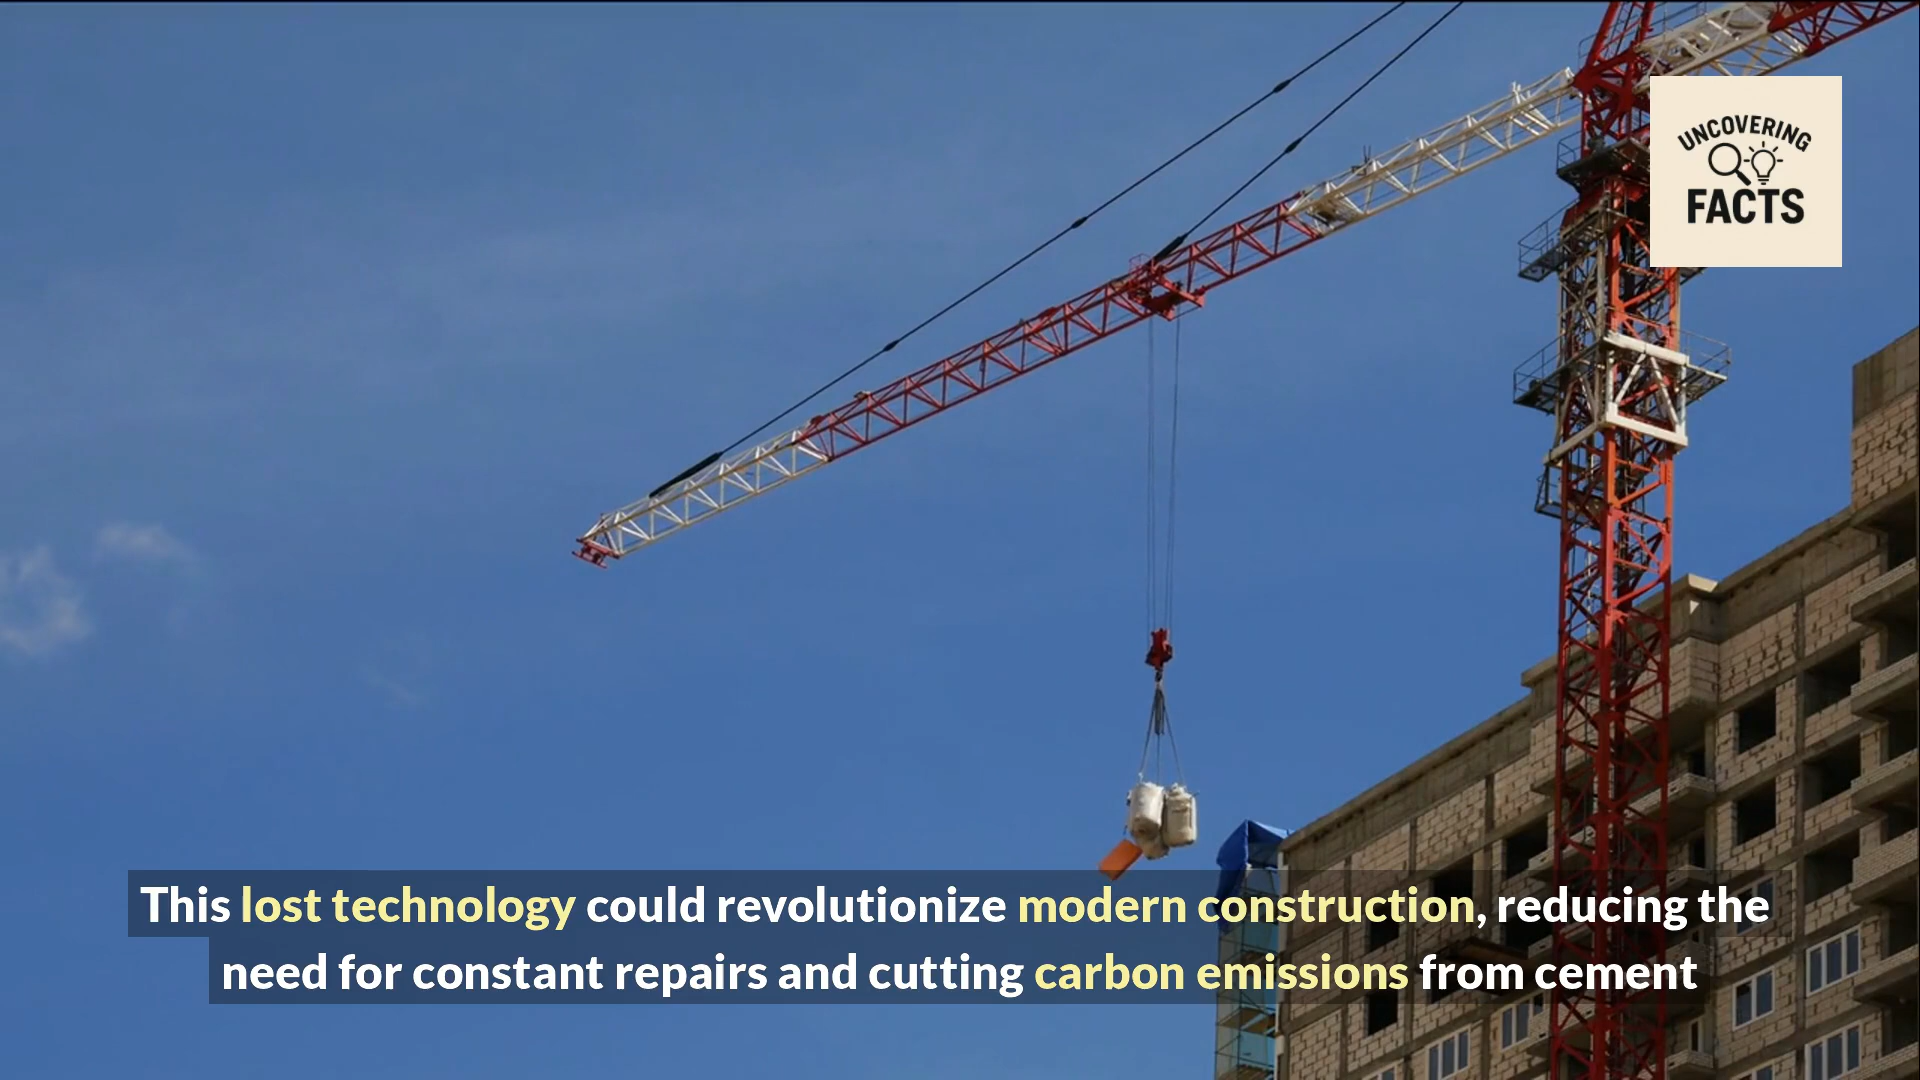 UNCOVERING
FACTS
This lost technology could revolutionize modern construction, reducing the
need for constant repairs and cutting carbon emissions from cement